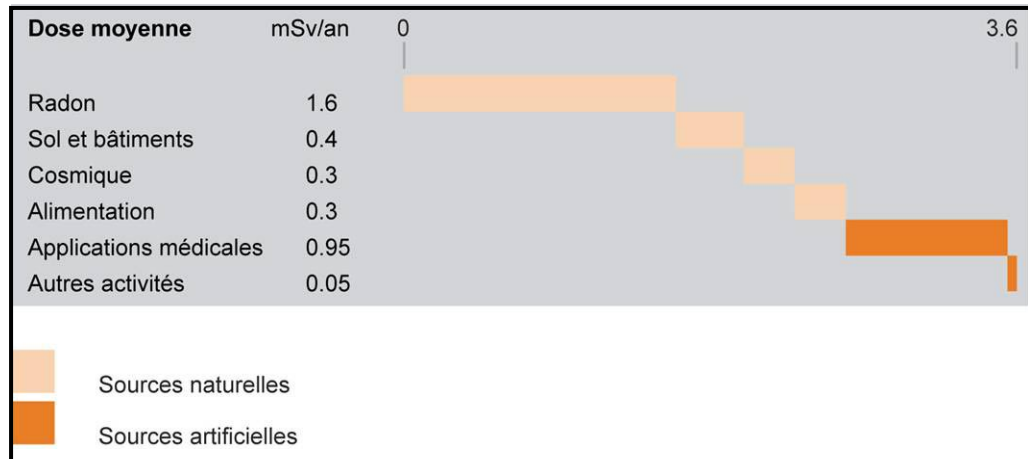 Dose moyenne mSv/an 0 3.6
Radon 1.6
Sol et bâtiments 0.4
Cosmique 0.3
Alimentation 0.3
Applications médicales 0.95
Autres activités 0.05
Sources naturelles
Sources artificielles